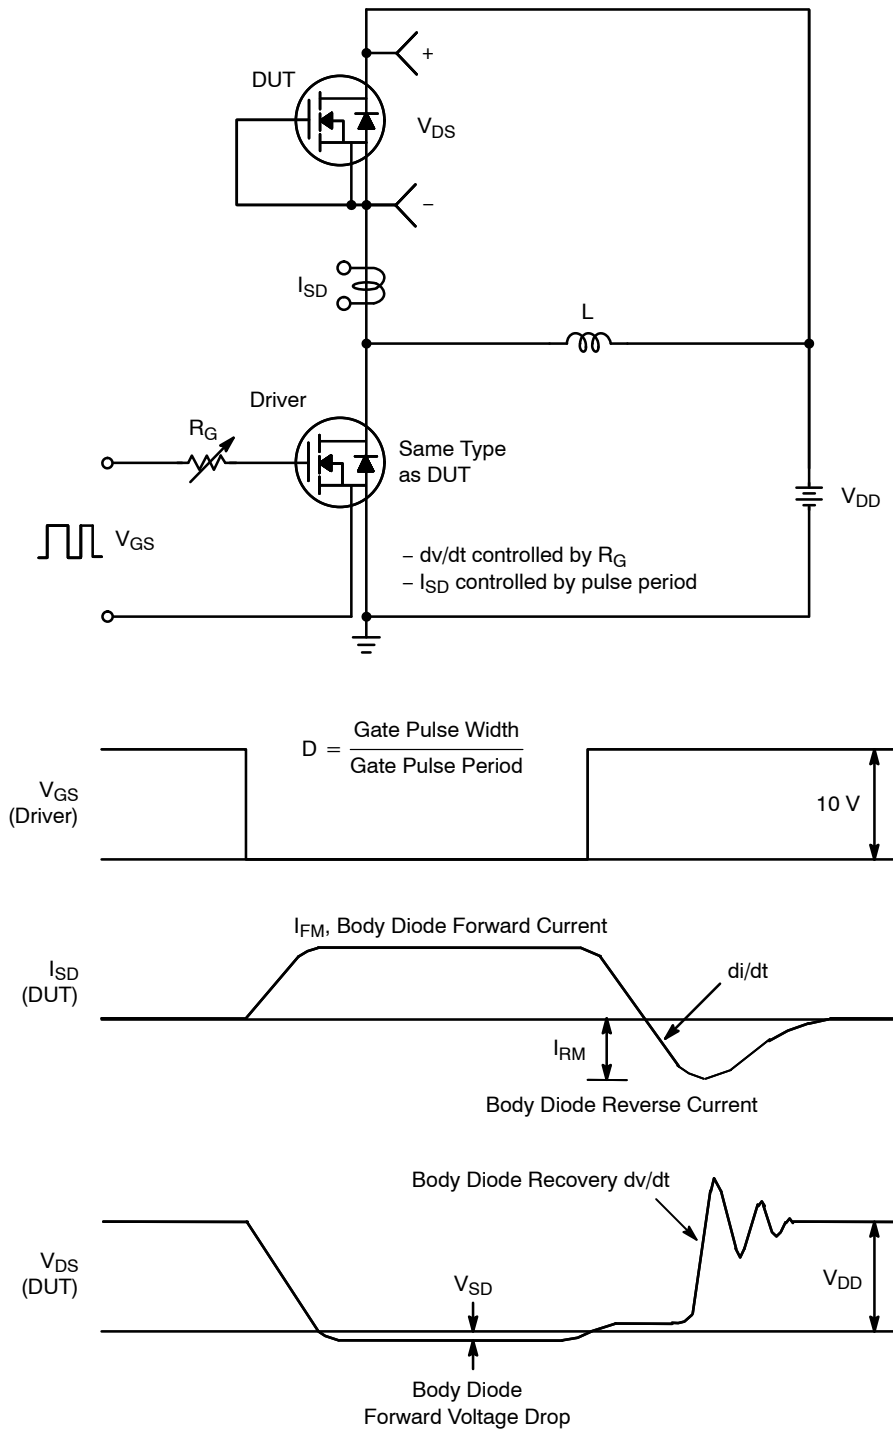 DUT
+
V_DS
−
I_SD
L
Driver
R_G
Same Type
as DUT
V_DD
V_GS
− dv/dt controlled by R_G
− I_SD controlled by pulse period
D = Gate Pulse Width
Gate Pulse Period
V_GS
(Driver)
10 V
I_FM, Body Diode Forward Current
I_SD
(DUT)
di/dt
I_RM
Body Diode Reverse Current
Body Diode Recovery dv/dt
V_DS
(DUT)
V_SD
V_DD
Body Diode
Forward Voltage Drop